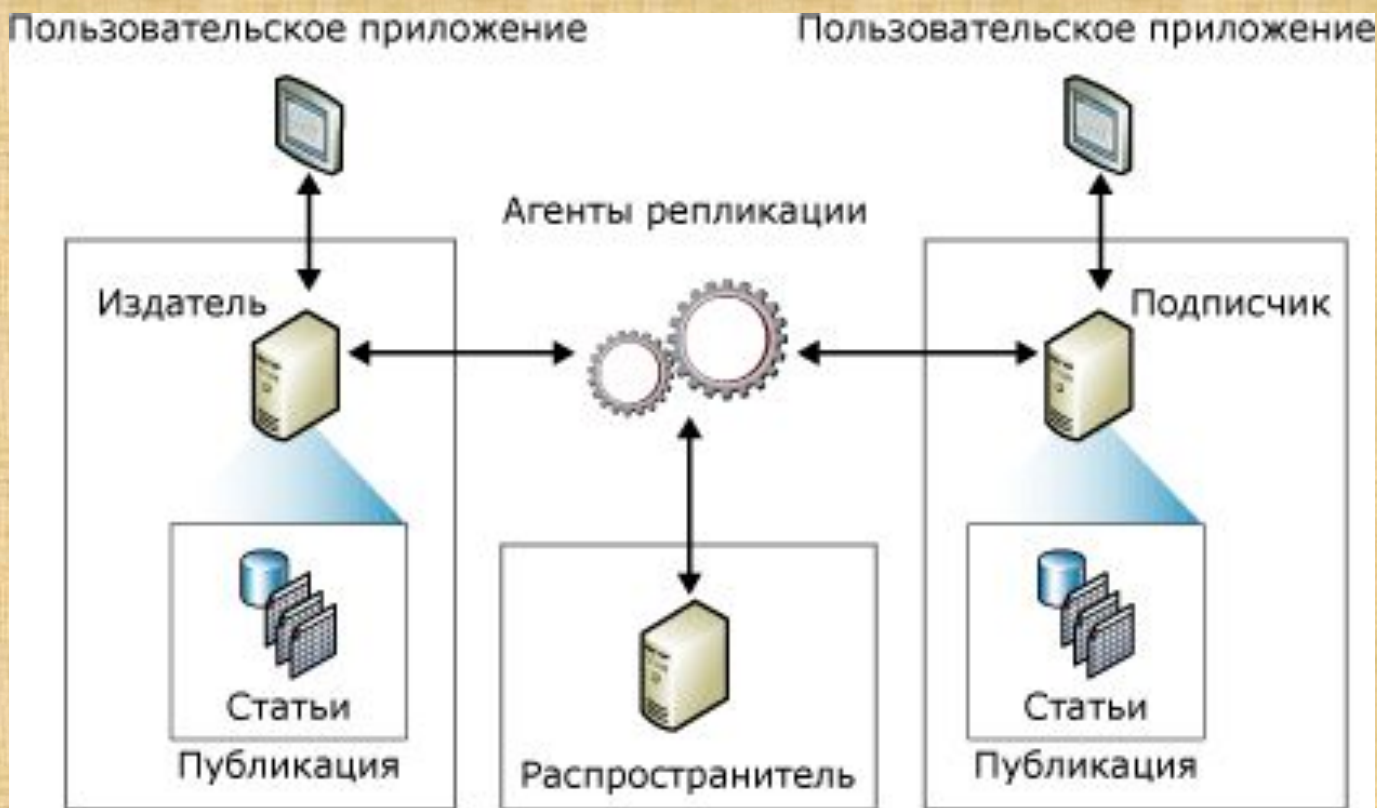 Пользовательское приложение
Пользовательское приложение
Агенты репликации
Издатель
Подписчик
Статьи
Публикация
Распространитель
Статьи
Публикация